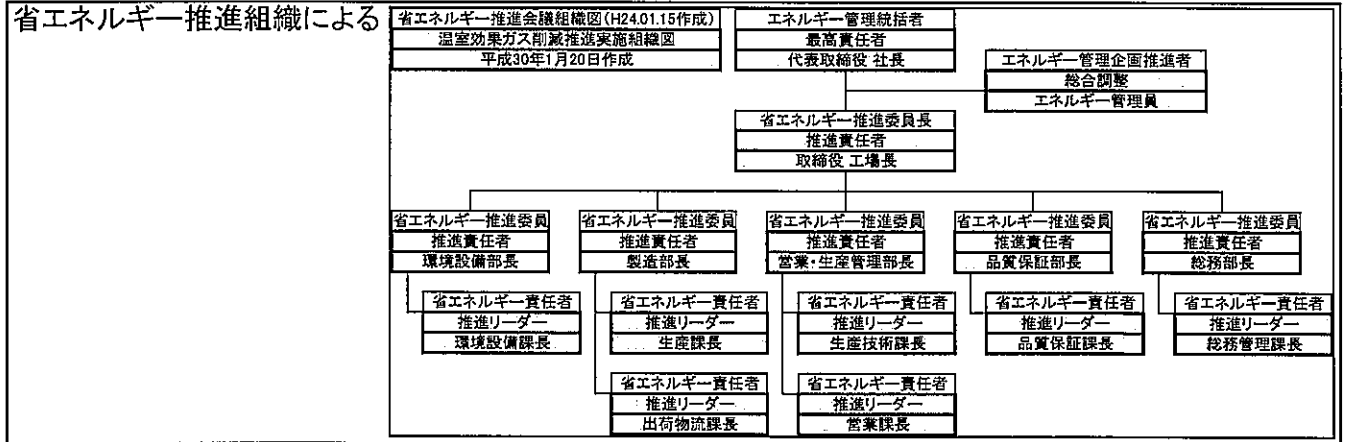 省エネルギー推進組織による
省エネルギー推進会議組織図(H24.01.15作成)
温室効果ガス削減推進実施組織図
平成30年1月20日作成
エネルギー管理統括者
最高責任者
代表取締役 社長
エネルギー管理企画推進者
総合調整
エネルギー管理員
省エネルギー推進委員長
推進責任者
取締役 工場長
省エネルギー推進委員
推進責任者
環境設備部長
省エネルギー推進委員
推進責任者
製造部長
省エネルギー推進委員
推進責任者
営業・生産管理部長
省エネルギー推進委員
推進責任者
品質保証部長
省エネルギー推進委員
推進責任者
総務部長
省エネルギー責任者
推進リーダー
環境設備課長
省エネルギー責任者
推進リーダー
生産課長
省エネルギー責任者
推進リーダー
生産技術課長
省エネルギー責任者
推進リーダー
品質保証課長
省エネルギー責任者
推進リーダー
総務管理課長
省エネルギー責任者
推進リーダー
出荷物流課長
省エネルギー責任者
推進リーダー
営業課長